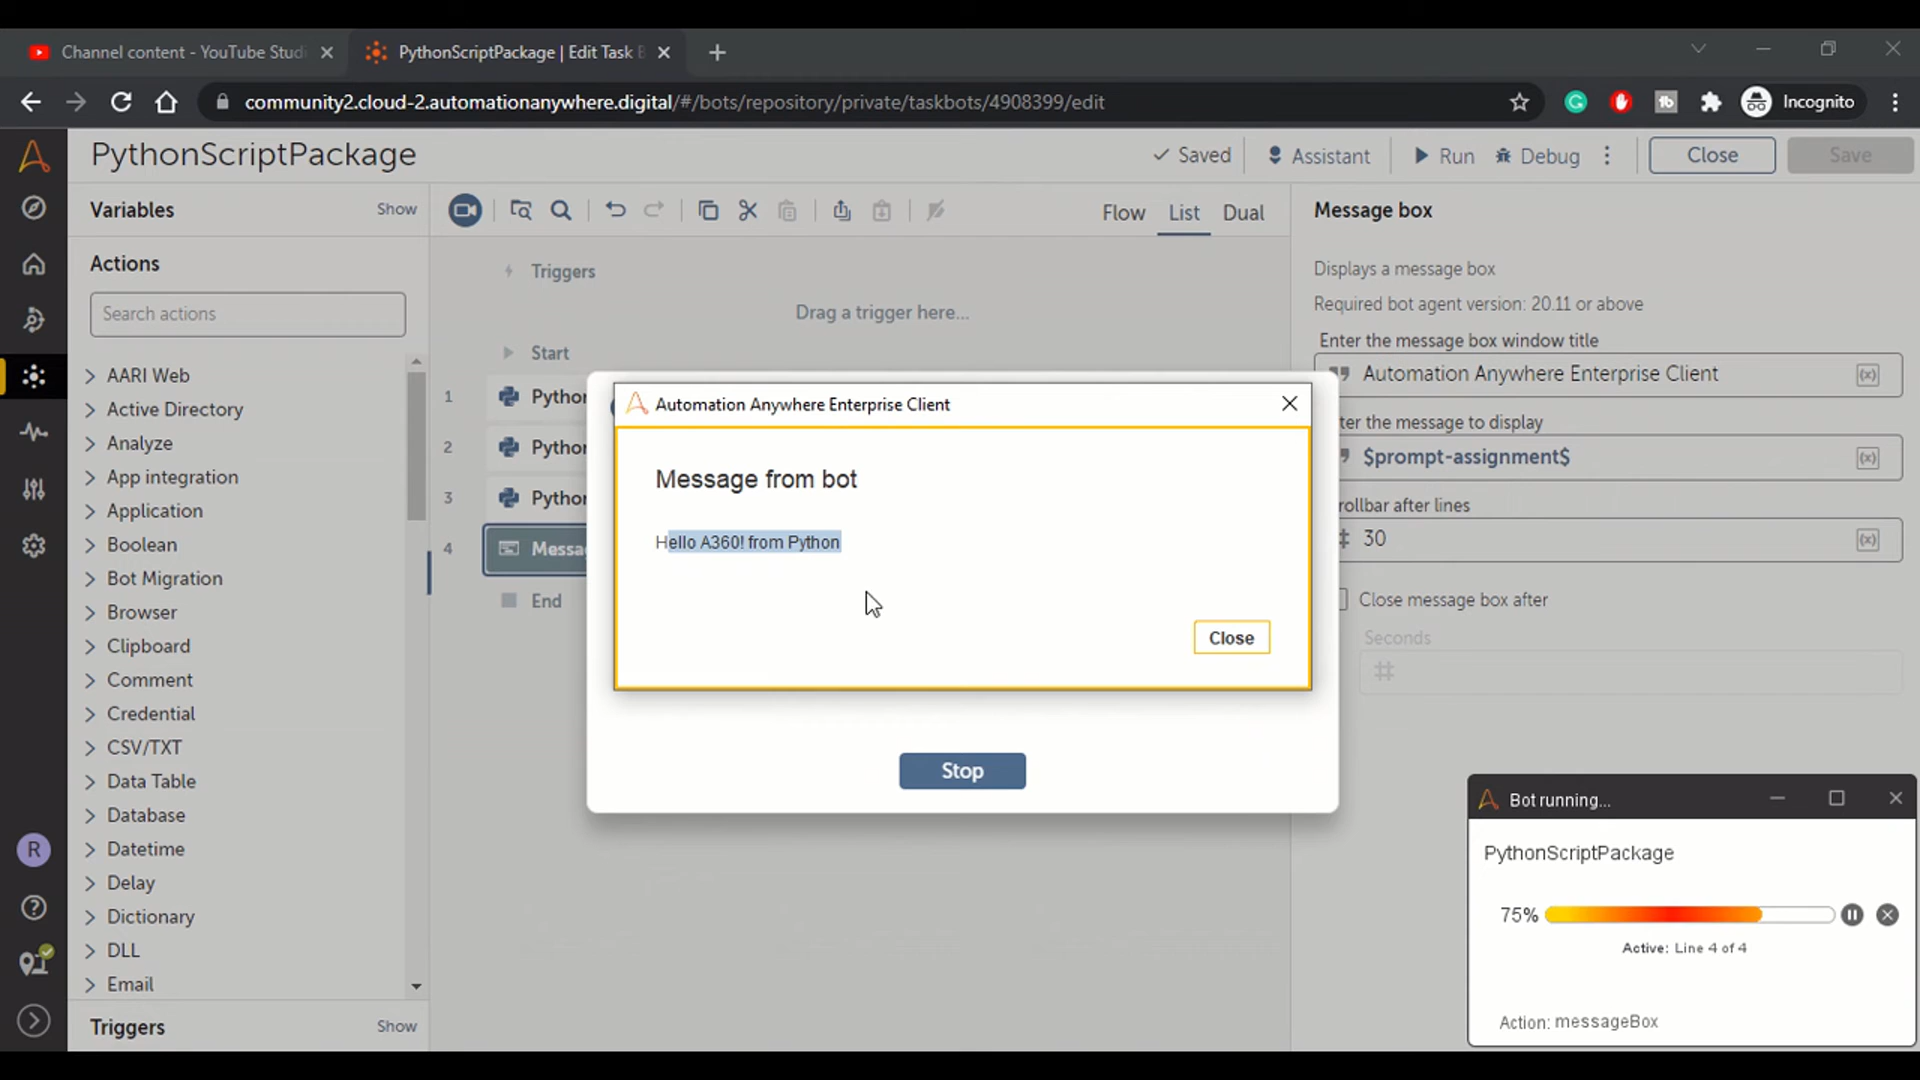 Channel content - YouTube Studi
PythonScriptPackage | Edit Task B
community2.cloud-2.automationanywhere.digital/#/bots/repository/private/taskbots/4908399/edit
Incognito
PythonScriptPackage
Saved
Assistant
Run
Debug
Close
Save
Variables
Show
Flow
List
Dual
Message box
Actions
Search actions
AARI Web
Active Directory
Analyze
App integration
Application
Boolean
Bot Migration
Browser
Clipboard
Comment
Credential
CSV/TXT
Data Table
Database
Datetime
Delay
Dictionary
DLL
Email
Triggers
Show
R
Triggers
Drag a trigger here...
Start
1 Python
2 Python
3 Python
4 Messa
End
Automation Anywhere Enterprise Client
Message from bot
Hello A360! from Python
Close
Stop
Displays a message box
Required bot agent version: 20.11 or above
Enter the message box window title
Automation Anywhere Enterprise Client
(x)
ter the message to display
$prompt-assignment$
(x)
rollbar after lines
30
(x)
Close message box after
Seconds
#
Bot running...
PythonScriptPackage
75%
Active: Line 4 of 4
Action: messageBox